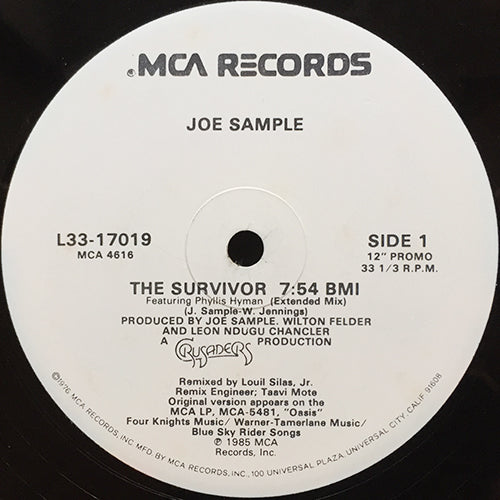 MCA RECORDS
JOE SAMPLE
L33-17019
MCA 4616
SIDE 1
12" PROMO
33 1/3 R.P.M.
THE SURVIVOR 7:54 BMI
Featuring Phyllis Hyman (Extended Mix)
(J. Sample-W. Jennings)
PRODUCED BY JOE SAMPLE. WILTON FELDER
AND LEON NDUGU CHANCLER
A CRUSADERS PRODUCTION
Remixed by Louil Silas, Jr.
Remix Engineer; Taavi Mote
Original version appears on the
MCA LP, MCA-5481, "Oasis"
Four Knights Music/ Warner-Tamerlane Music/
Blue Sky Rider Songs
℗ 1985 MCA
Records, Inc.
©1976 MCA RECORDS, INC. MFD. BY MCA RECORDS, INC., 100 UNIVERSAL PLAZA, UNIVERSAL CITY, CALIF. 91608